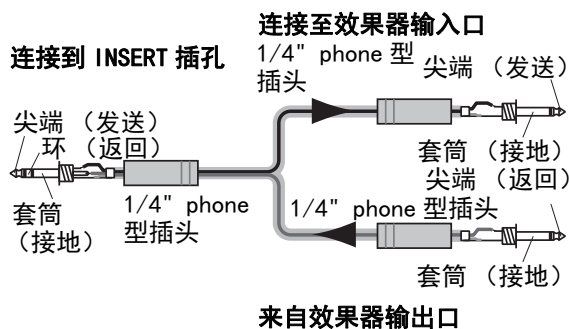 连接至效果器输入口
连接到 INSERT 插孔
1/4" phone 型
插头
尖端 （发送）
尖端 （发送）
环 （返回）
套筒 （接地）
尖端 （返回）
套筒
（接地）
1/4" phone
型插头
1/4" phone 型插头
套筒 （接地）
来自效果器输出口